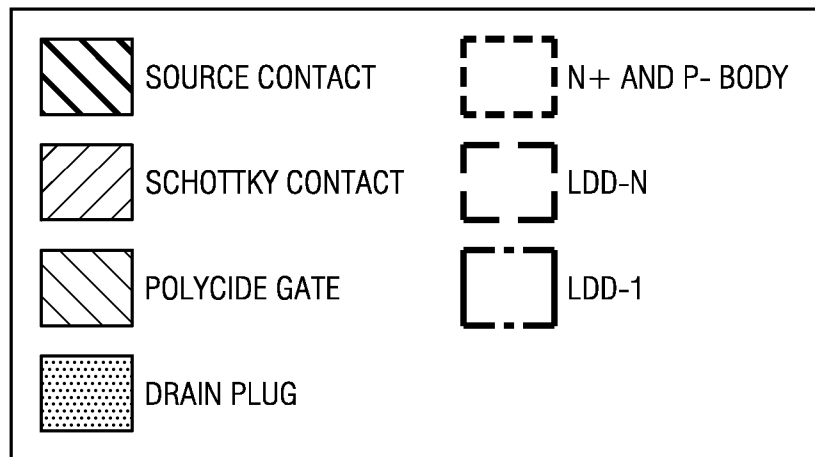 SOURCE CONTACT
SCHOTTKY CONTACT
POLYCIDE GATE
DRAIN PLUG
N+ AND P- BODY
LDD-N
LDD-1